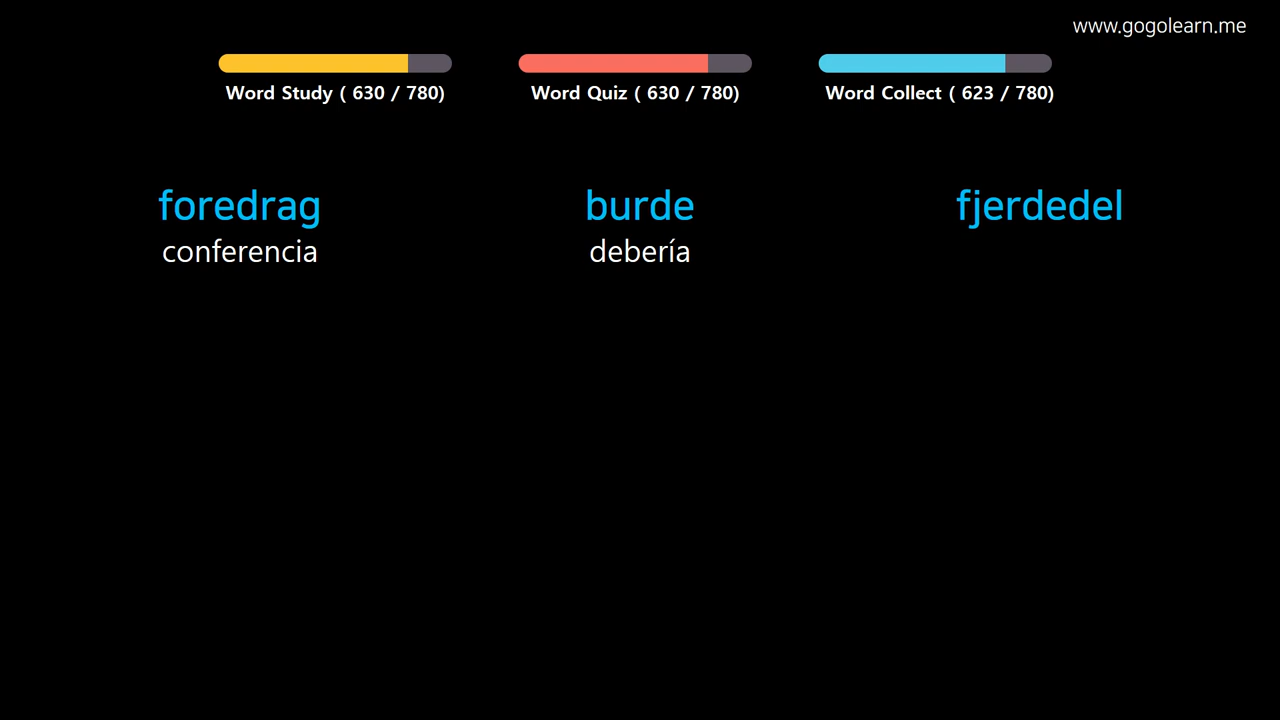 www.gogolearn.me
Word Study ( 630 / 780)
Word Quiz ( 630 / 780)
Word Collect ( 623 / 780)
foredrag
burde
fjerdedel
conferencia
debería